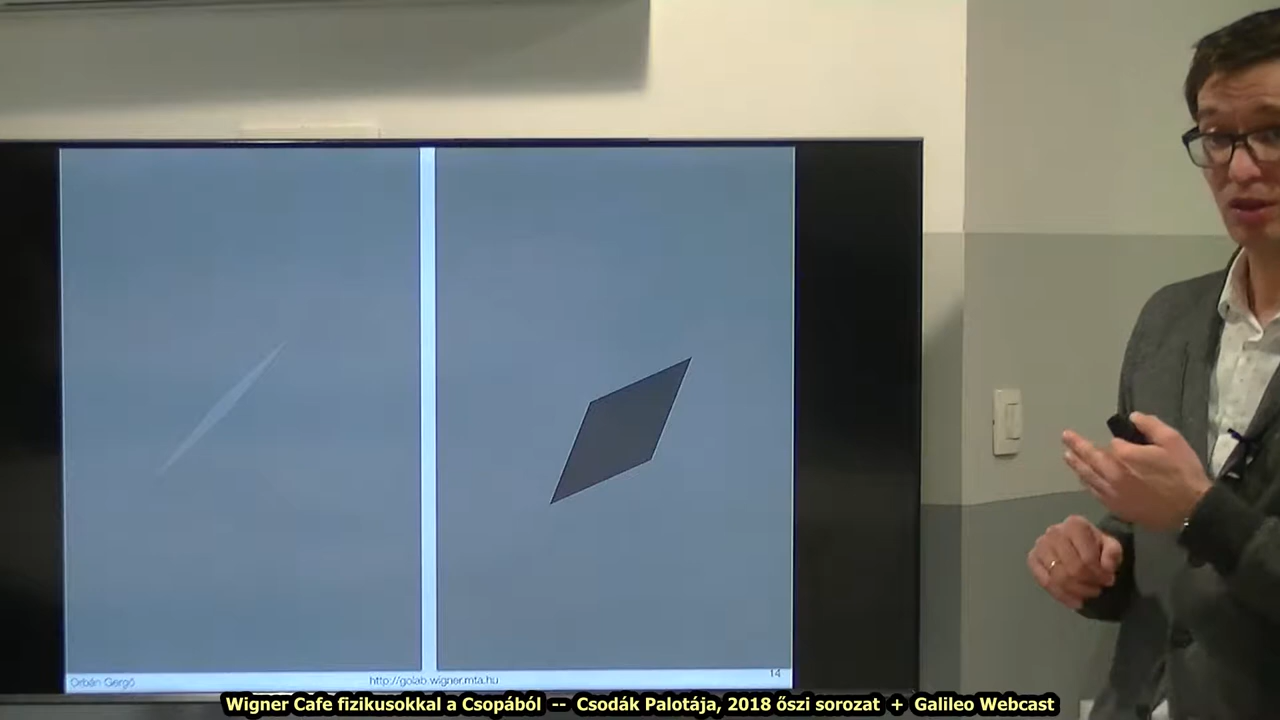 Orbán Gergő
http://golab.wigner.mta.hu
14
Wigner Cafe fizikusokkal a Csopából -- Csodák Palotája, 2018 őszi sorozat + Galileo Webcast